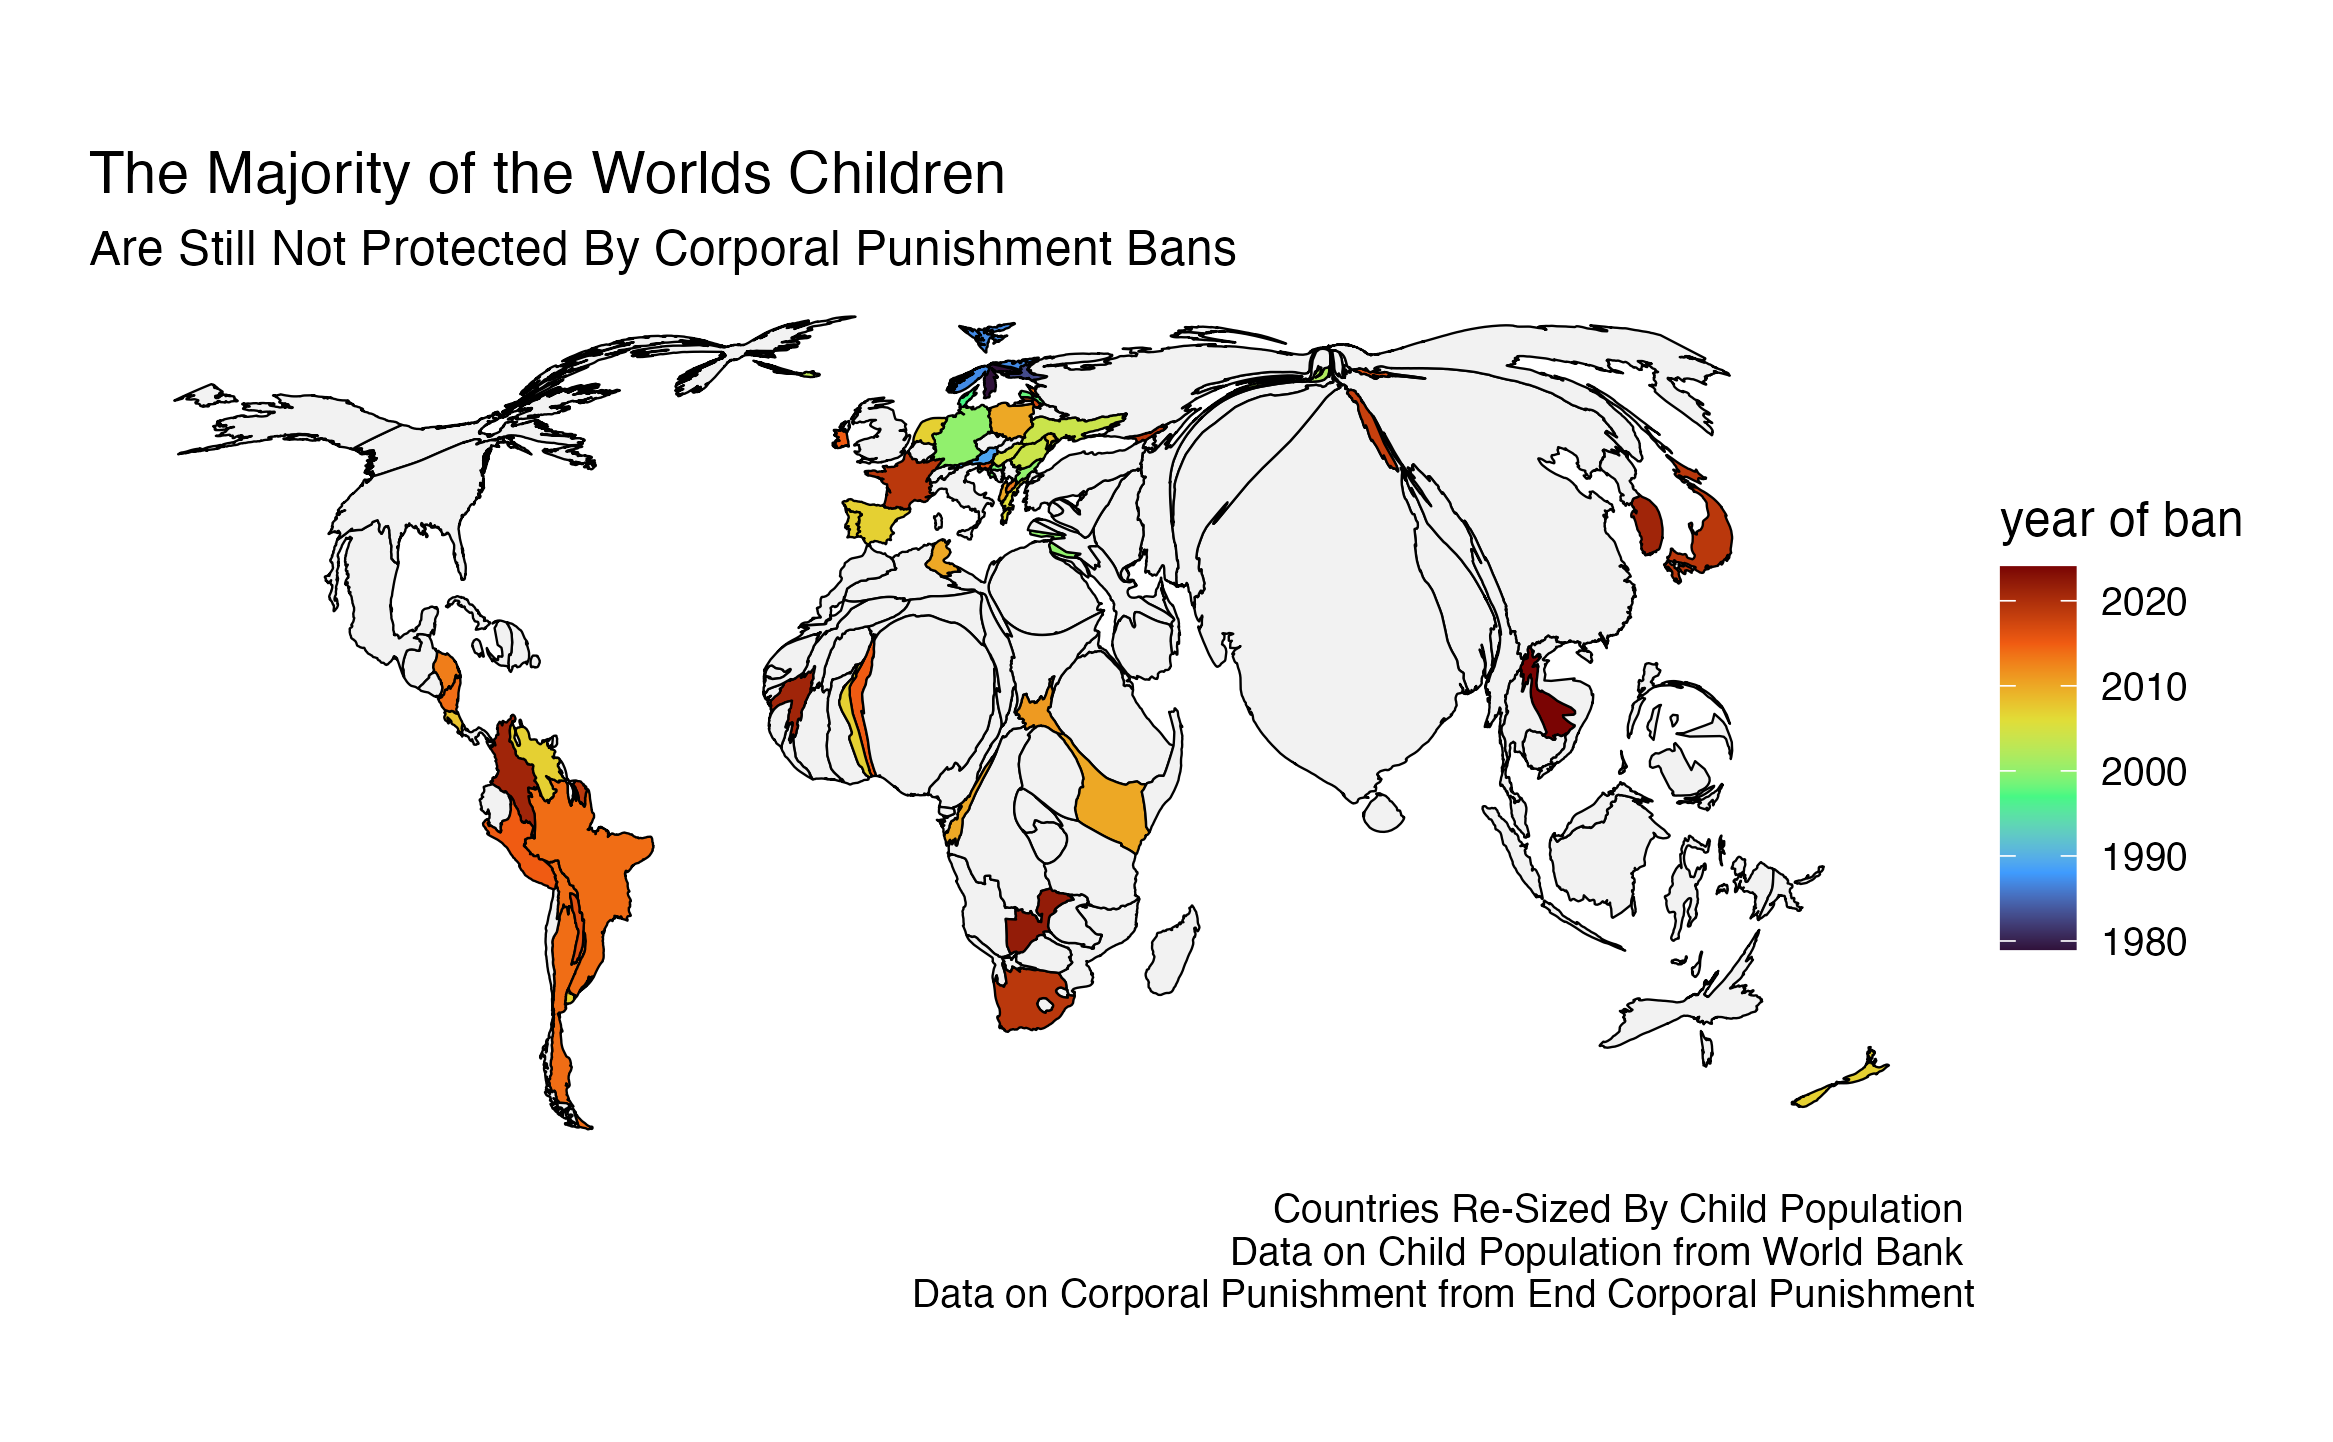 The Majority of the Worlds Children
Are Still Not Protected By Corporal Punishment Bans
year of ban
2020
2010
2000
1990
1980
Countries Re-Sized By Child Population
Data on Child Population from World Bank
Data on Corporal Punishment from End Corporal Punishment